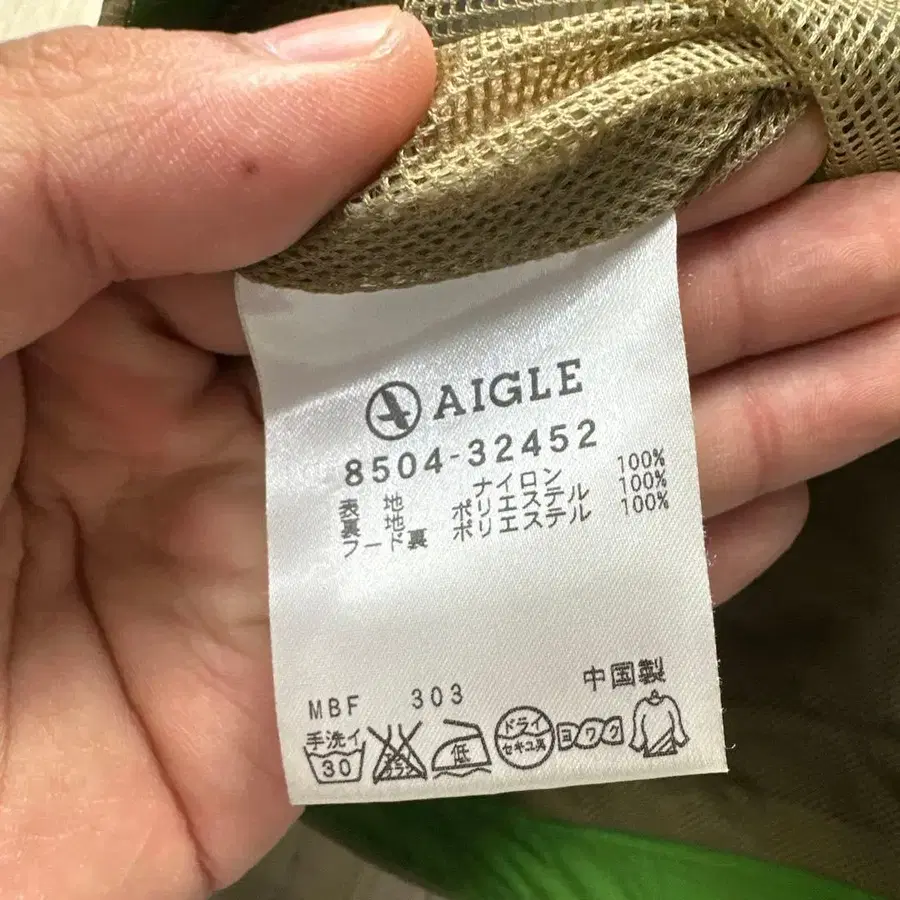 AIGLE
8504-32452
表 地 ナイロン 100%
裏 地 ポリエステル 100%
フード裏 ポリエステル 100%
中国製
MBF 303
手洗イ 30
低
ドライ セキユ系
ヨワク